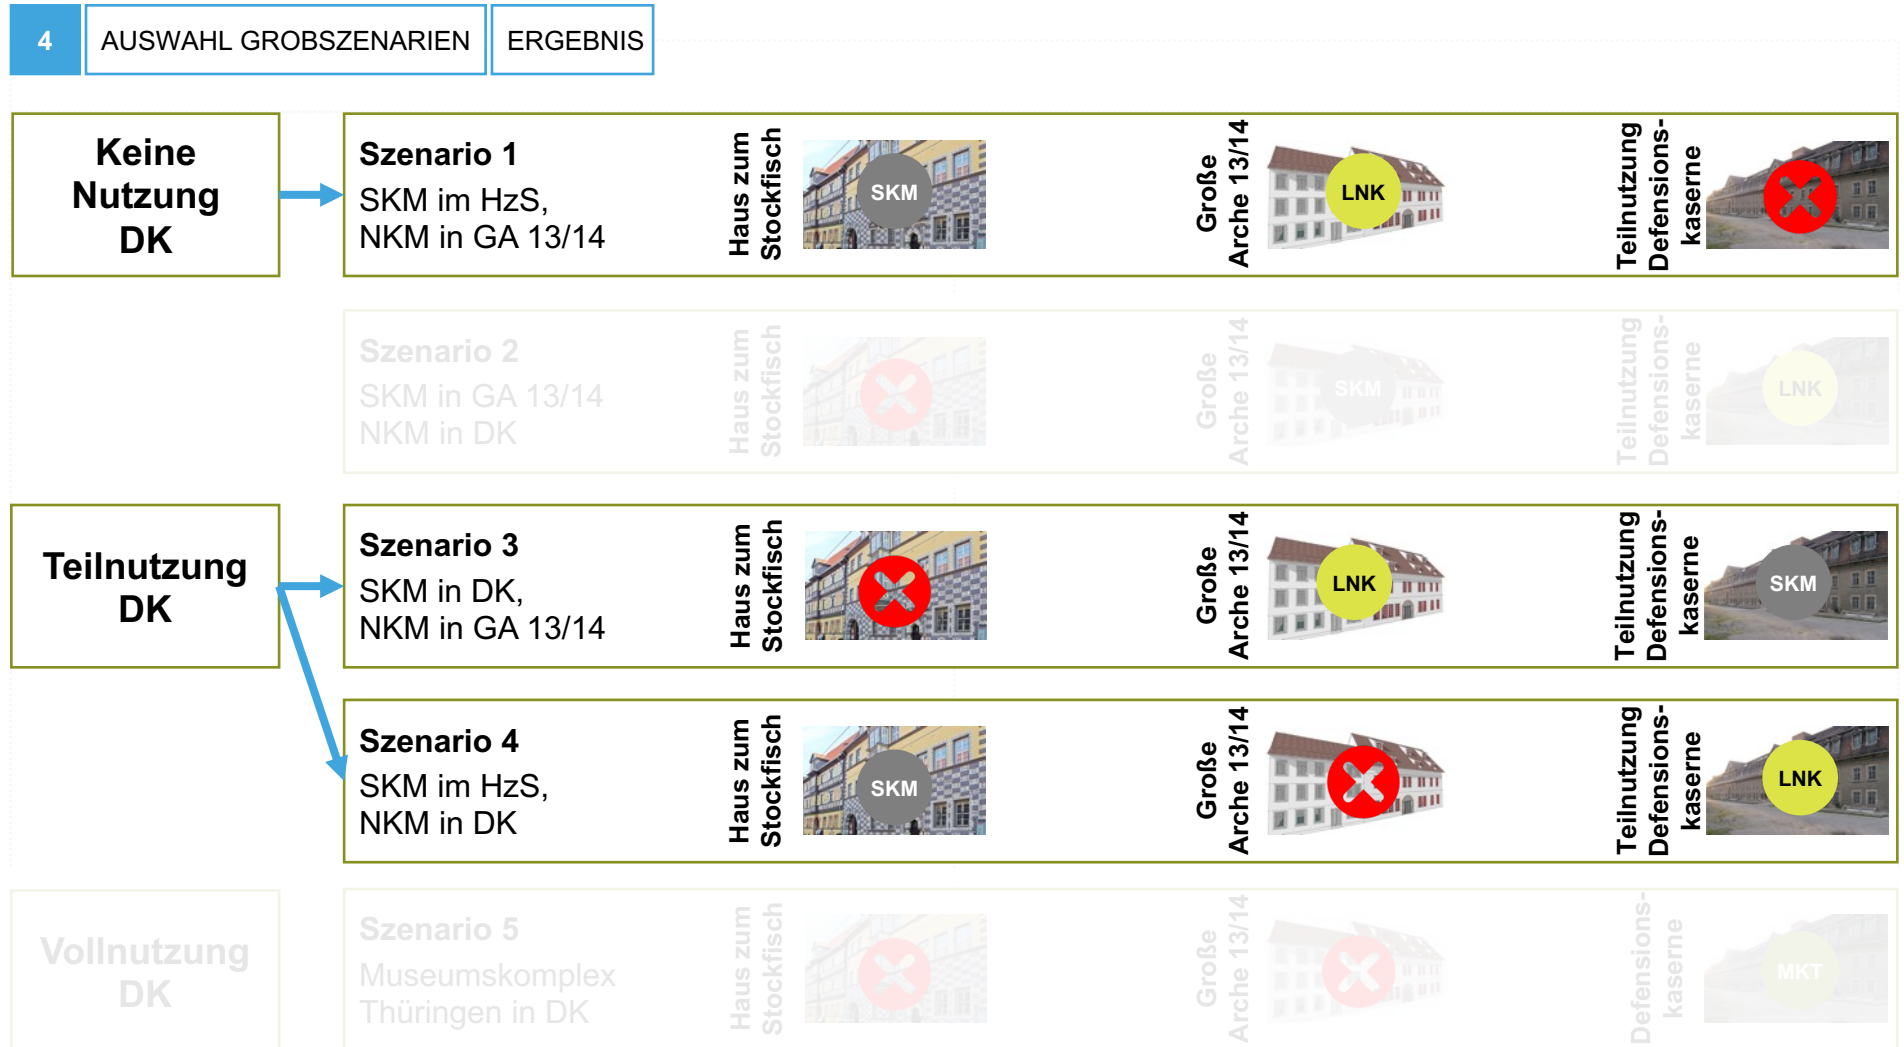 4
AUSWAHL GROBSZENARIEN
ERGEBNIS
Keine
Nutzung
DK
Szenario 1
SKM im HzS,
NKM in GA 13/14
Haus zum
Stockfisch
SKM
Große
Arche 13/14
LNK
Teilnutzung
Defensions-
kaserne
Szenario 2
SKM in GA 13/14
NKM in DK
Haus zum
Stockfisch
Große
Arche 13/14
SKM
Teilnutzung
Defensions-
kaserne
LNK
Teilnutzung
DK
Szenario 3
SKM in DK,
NKM in GA 13/14
Haus zum
Stockfisch
Große
Arche 13/14
LNK
Teilnutzung
Defensions-
kaserne
SKM
Szenario 4
SKM im HzS,
NKM in DK
Haus zum
Stockfisch
SKM
Große
Arche 13/14
Teilnutzung
Defensions-
kaserne
LNK
Vollnutzung
DK
Szenario 5
Museumskomplex
Thüringen in DK
Haus zum
Stockfisch
Große
Arche 13/14
Defensions-
kaserne
MKT